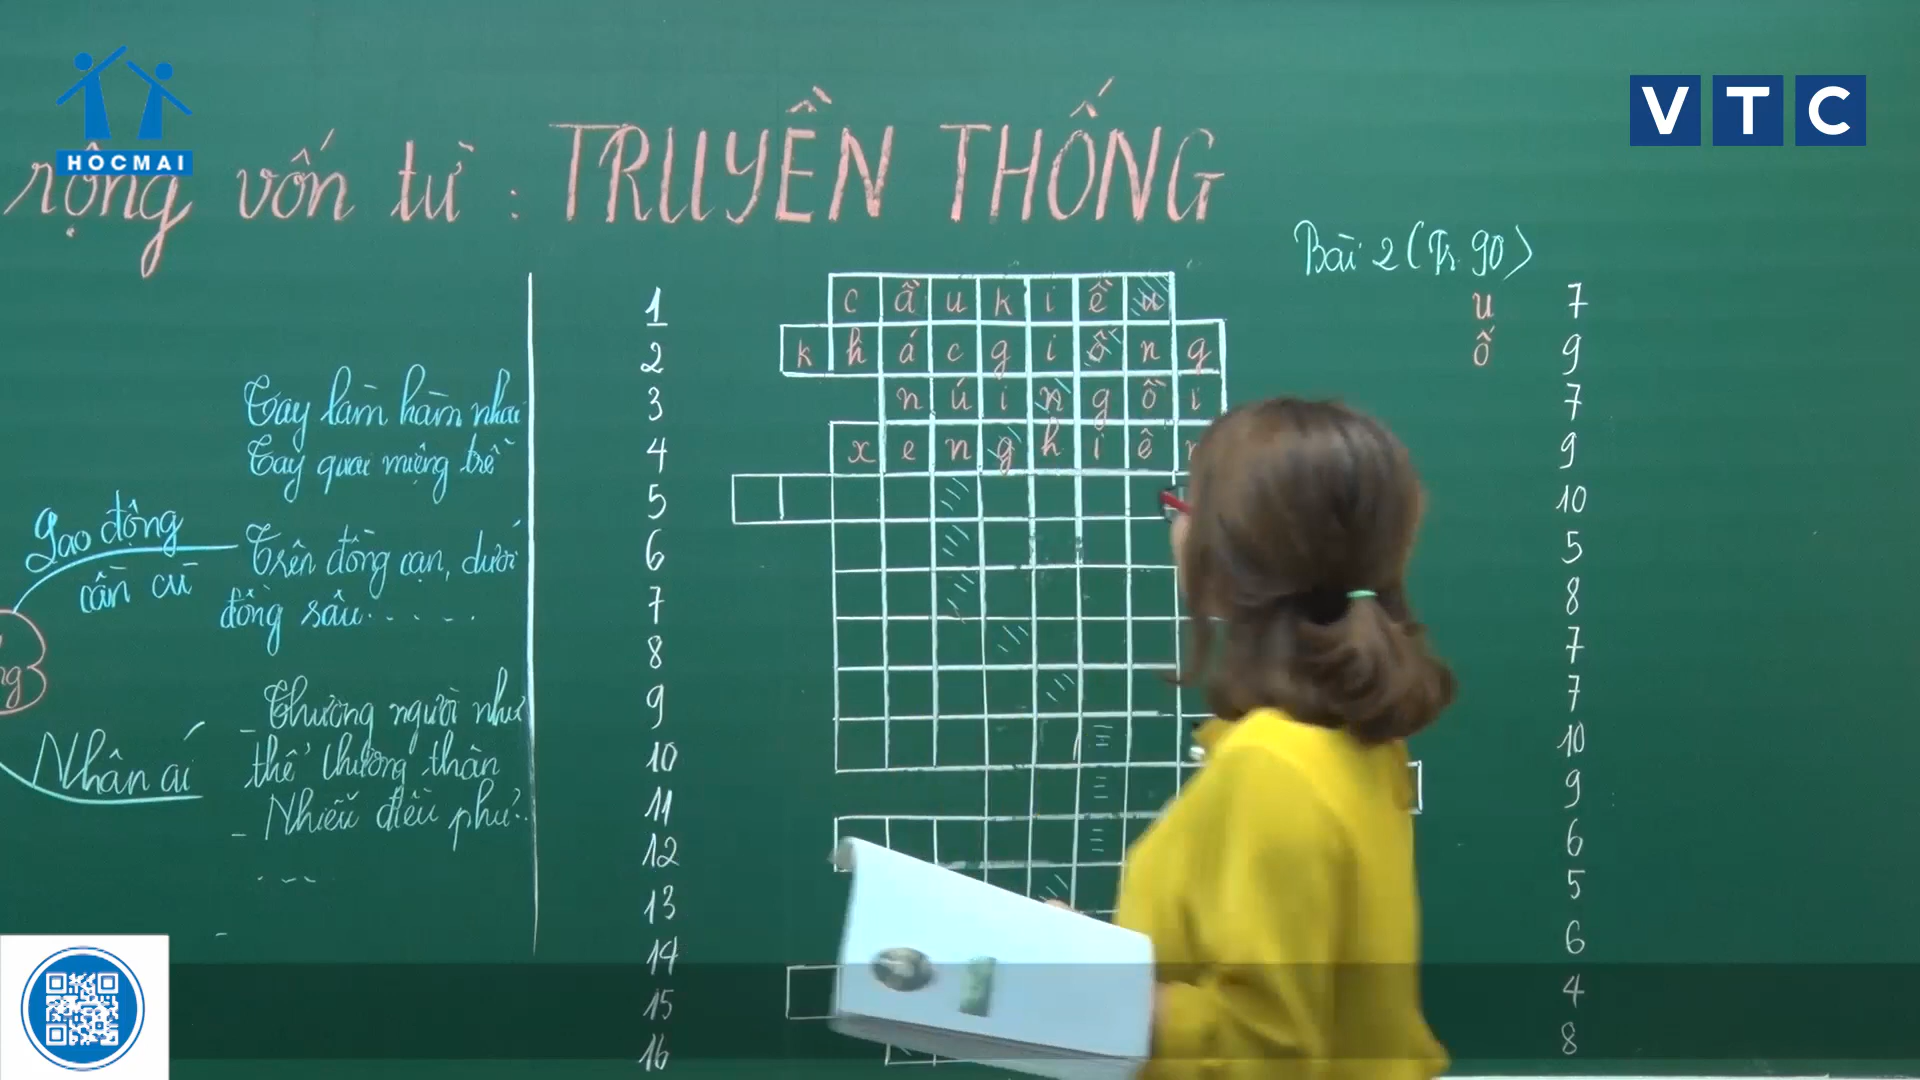 HOCMAI
VTC
rộng vốn từ : TRUYỀN THỐNG
Bài 2 (Tr. 90)
Tay làm hàm nhai
Tay quai miệng trễ
Lao động
cần cù
Trên đồng cạn, dưới
đồng sâu.....
Nhân ái
- Thương người như
thể thương thân
- Nhiễu điều phủ..
---
-
1 c ầ u k i ề u u 7
2 k h á c g i ố n g ố 9
3 n ú i n g ồ i 7
4 x e n g h i ê 9
5 10
6 5
7 8
8 7
9 7
10 10
11 9
12 6
13 5
14 6
15 4
16 8